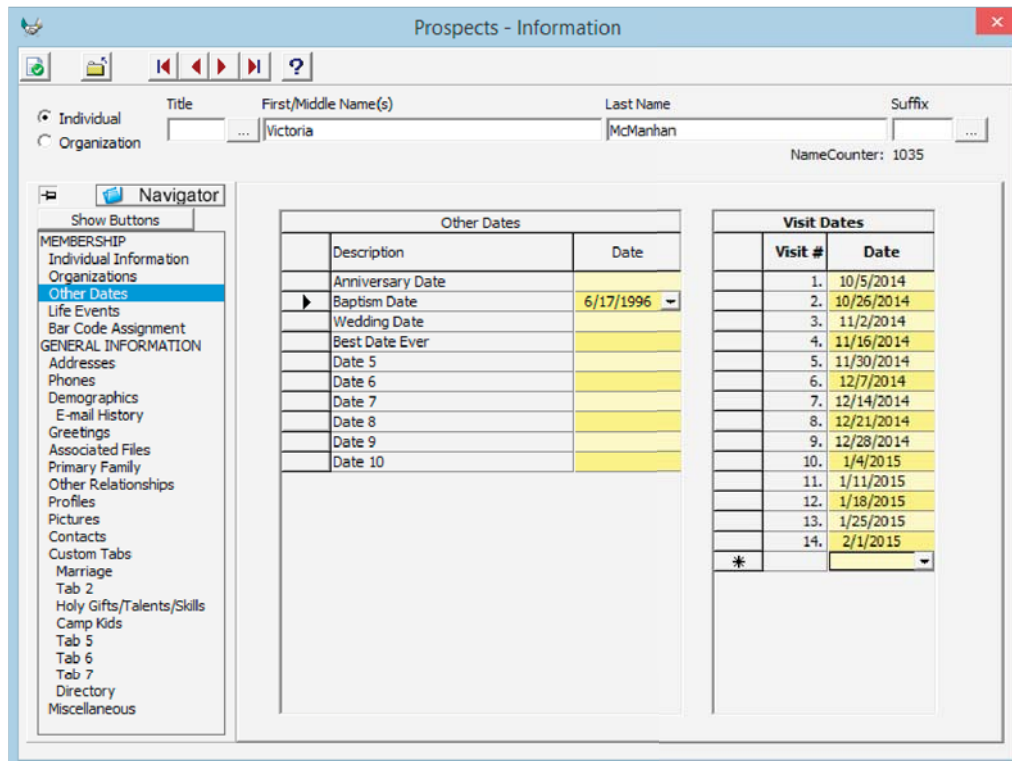 Prospects - Information
Title First/Middle Name(s) Last Name Suffix
Individual
Organization
... Victoria McManhan ...
NameCounter: 1035
Navigator
Show Buttons
MEMBERSHIP
Individual Information
Organizations
Other Dates
Life Events
Bar Code Assignment
GENERAL INFORMATION
Addresses
Phones
Demographics
E-mail History
Greetings
Associated Files
Primary Family
Other Relationships
Profiles
Pictures
Contacts
Custom Tabs
Marriage
Tab 2
Holy Gifts/Talents/Skills
Camp Kids
Tab 5
Tab 6
Tab 7
Directory
Miscellaneous
Other Dates
Description Date
Anniversary Date
Baptism Date 6/17/1996
Wedding Date
Best Date Ever
Date 5
Date 6
Date 7
Date 8
Date 9
Date 10
Visit Dates
Visit # Date
1. 10/5/2014
2. 10/26/2014
3. 11/2/2014
4. 11/16/2014
5. 11/30/2014
6. 12/7/2014
7. 12/14/2014
8. 12/21/2014
9. 12/28/2014
10. 1/4/2015
11. 1/11/2015
12. 1/18/2015
13. 1/25/2015
14. 2/1/2015